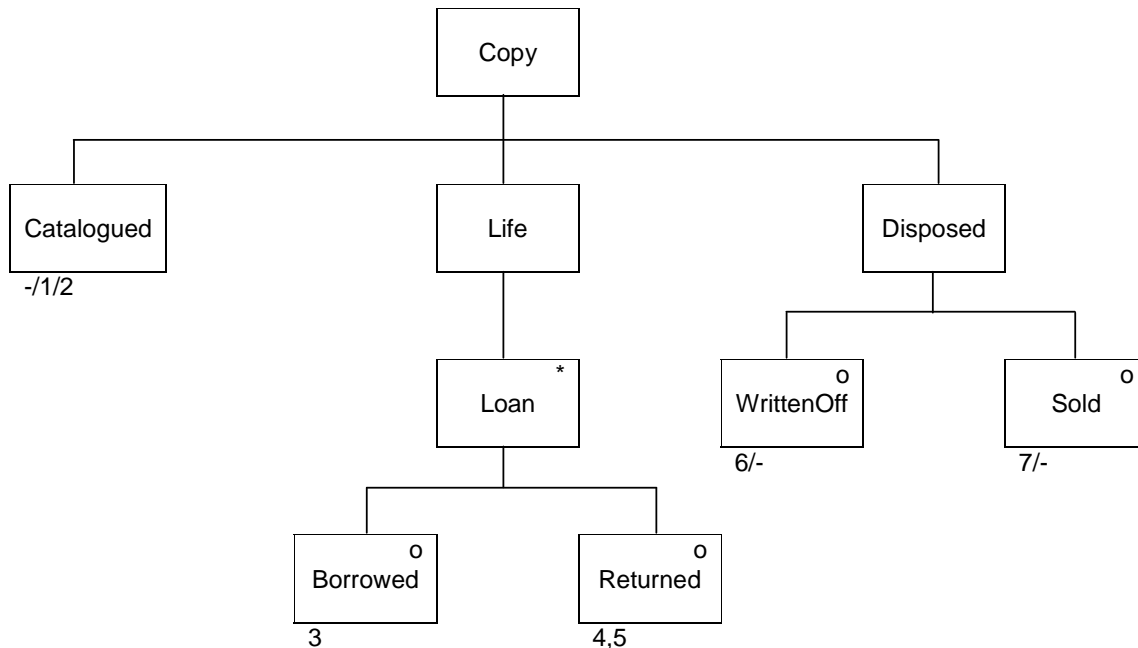 Copy
Catalogued
Life
Disposed
-/1/2
*
Loan
o
WrittenOff
o
Sold
6/-
7/-
o
Borrowed
o
Returned
3
4,5